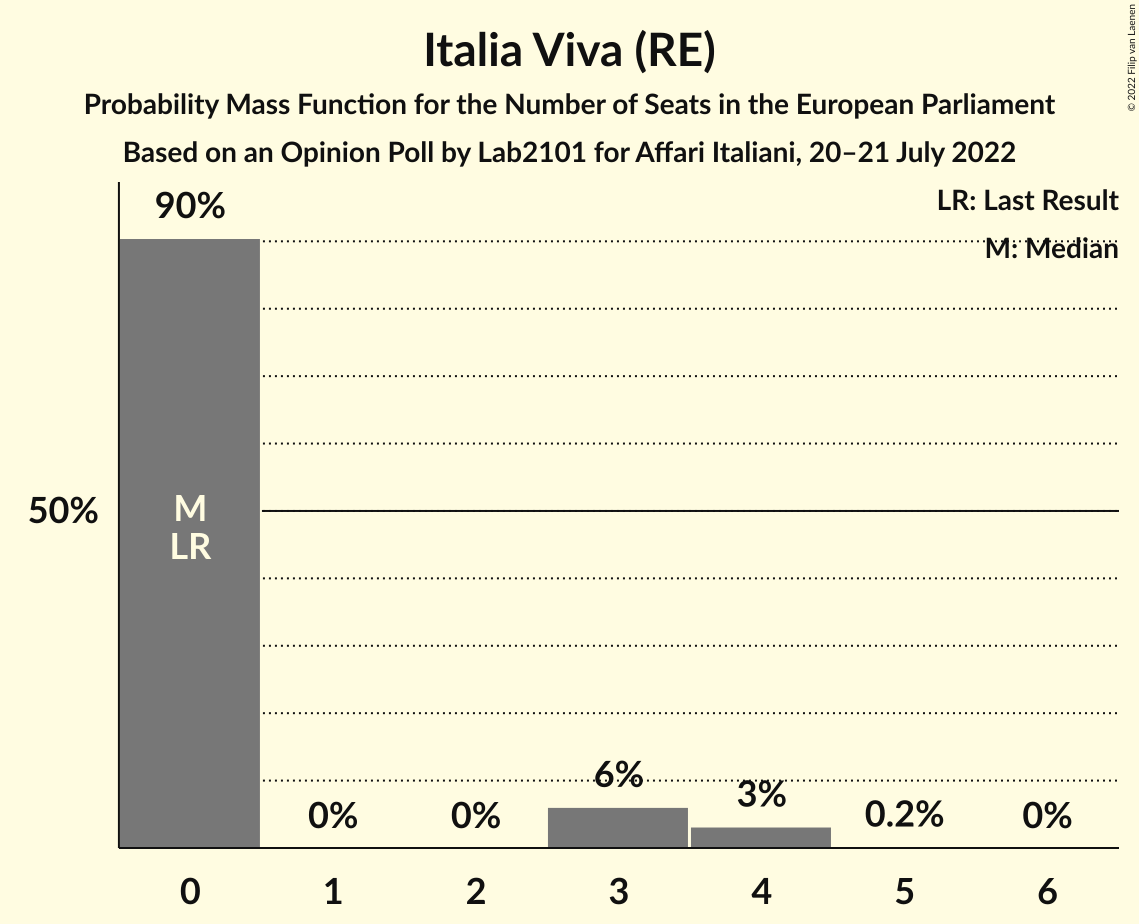 Italia Viva (RE)
Probability Mass Function for the Number of Seats in the European Parliament
Based on an Opinion Poll by Lab2101 for Affari Italiani, 20–21 July 2022
© 2022 Filip van Laenen
LR: Last Result
M: Median
90%
50%
M
LR
0%
0%
6%
3%
0.2%
0%
0
1
2
3
4
5
6